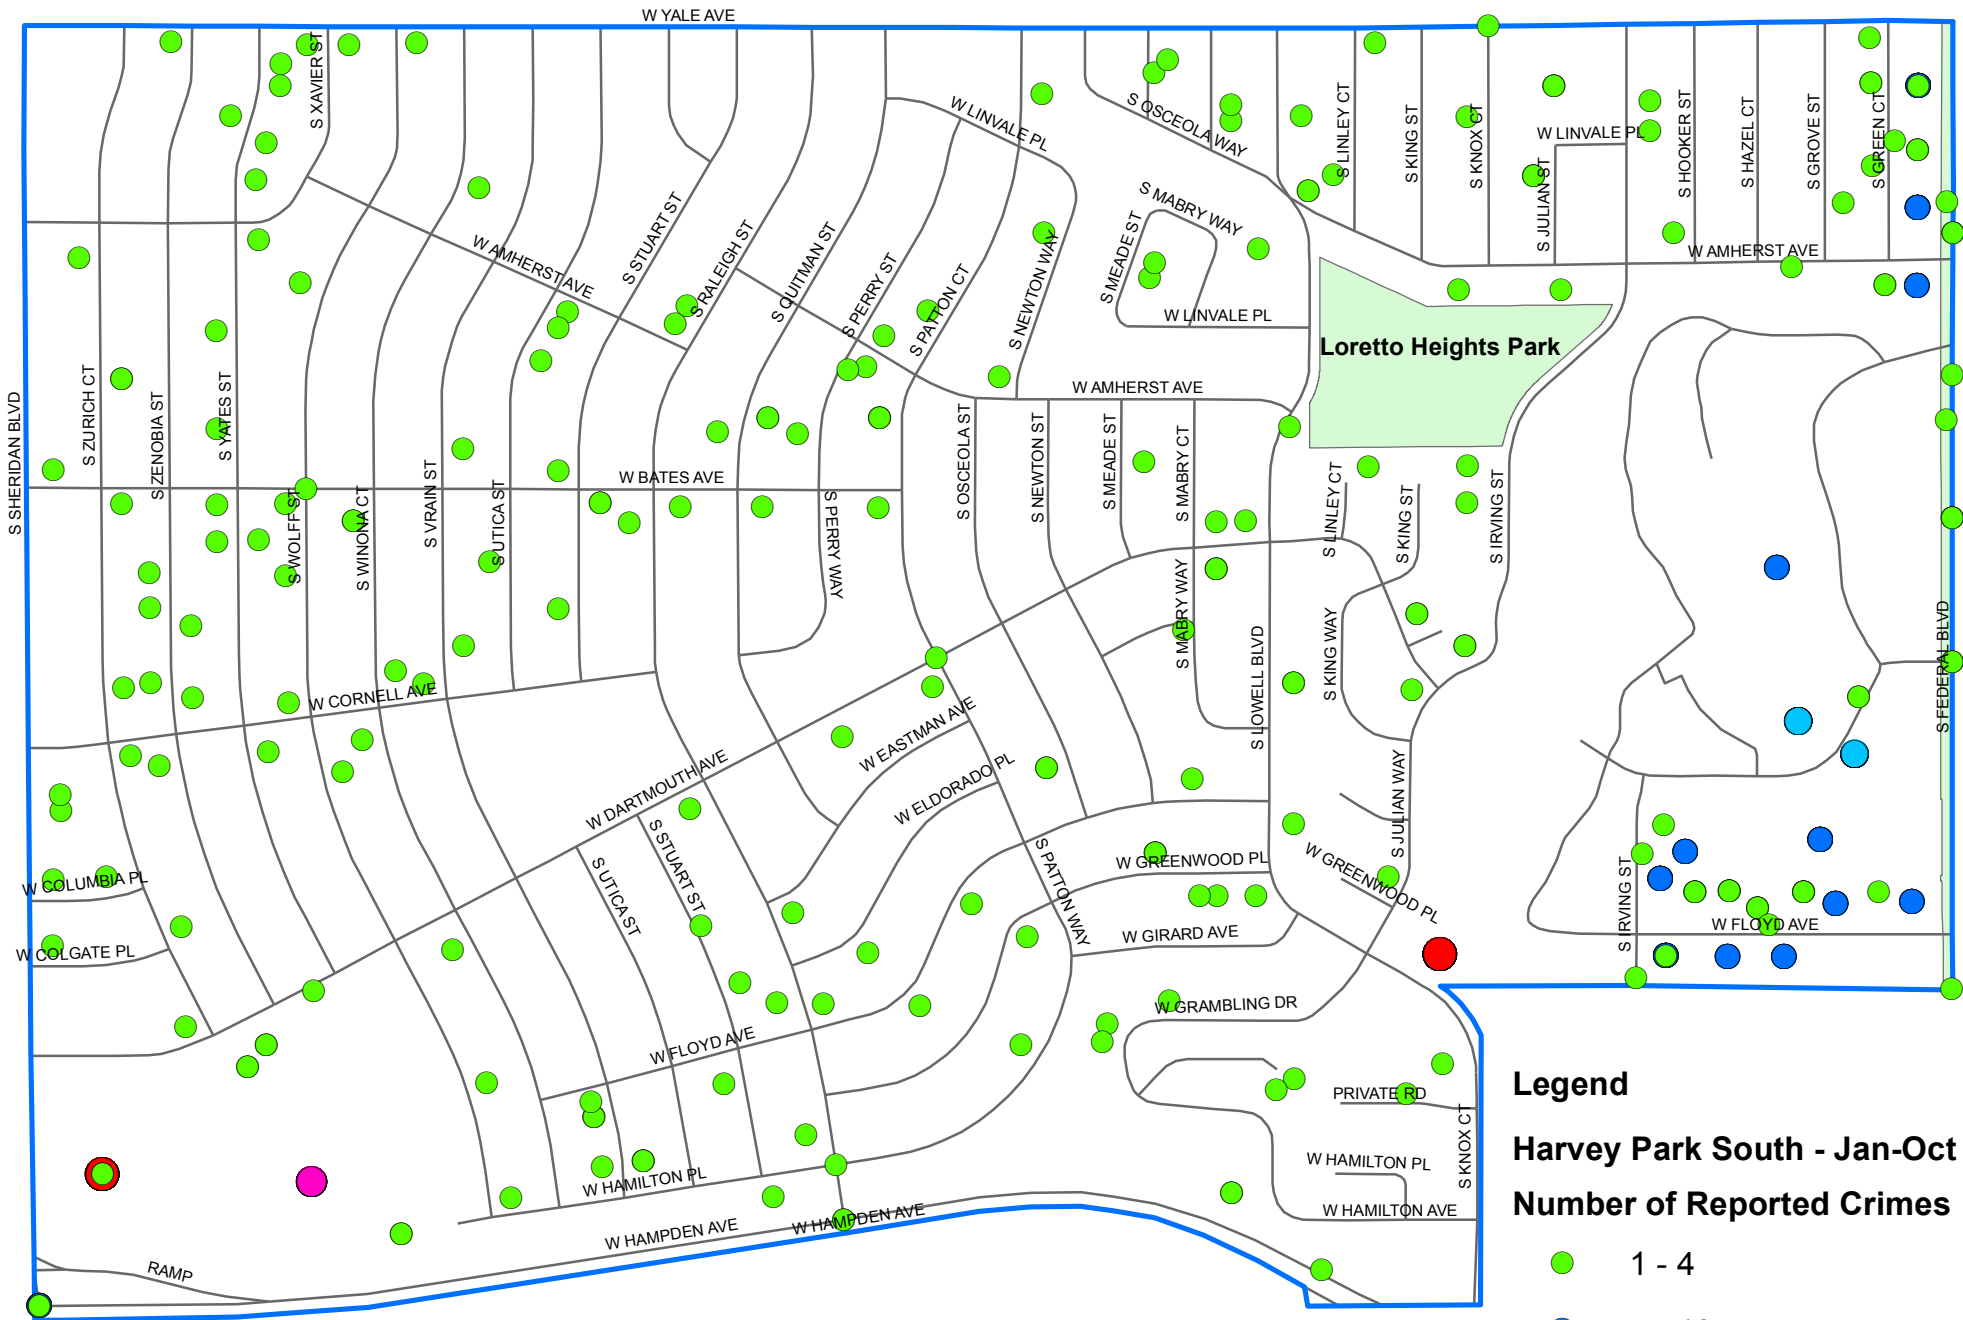 W YALE AVE
S XAVIER ST
W LINVALE PL
S OSCEOLA WAY
S LINLEY CT
S KING ST
S KNOX CT
W LINVALE PL
S JULIAN ST
S HOOKER ST
S HAZEL CT
S GROVE ST
S GREEN CT
W AMHERST AVE
S STUART ST
S RALEIGH ST
S QUITMAN ST
S PERRY ST
S PATTON CT
S NEWTON WAY
S MEADE ST
S MABRY WAY
W LINVALE PL
W AMHERST AVE
Loretto Heights Park
W AMHERST AVE
S SHERIDAN BLVD
S ZURICH CT
S ZENOBIA ST
S YATES ST
S WOLFF ST
S WINONA CT
S VRAIN ST
S UTICA ST
W BATES AVE
S PERRY WAY
S OSCEOLA ST
S NEWTON ST
S MEADE ST
S MABRY CT
S LINLEY CT
S KING ST
S IRVING ST
S MABRY WAY
S LOWELL BLVD
S KING WAY
S FEDERAL BLVD
W CORNELL AVE
W DARTMOUTH AVE
W EASTMAN AVE
W ELDORADO PL
S JULIAN WAY
S STUART ST
S UTICA ST
S PATTON WAY
W GREENWOOD PL
W GREENWOOD PL
W COLUMBIA PL
W COLGATE PL
W GIRARD AVE
S IRVING ST
W FLOYD AVE
W GRAMBLING DR
W FLOYD AVE
PRIVATE RD
S KNOX CT
W HAMILTON PL
W HAMILTON PL
W HAMILTON AVE
W HAMPDEN AVE
W HAMPDEN AVE
RAMP
Legend
Harvey Park South - Jan-Oct
Number of Reported Crimes
1 - 4